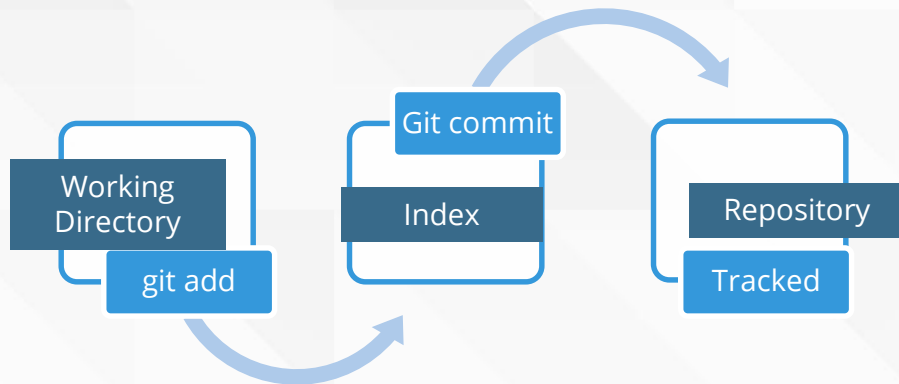 Working
Directory
git add
Git commit
Index
Repository
Tracked